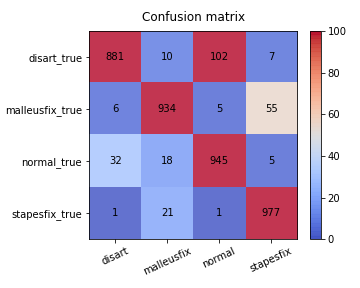 Confusion matrix
disart_true 881 10 102 7
malleusfix_true 6 934 5 55
normal_true 32 18 945 5
stapesfix_true 1 21 1 977
disart malleusfix normal stapesfix
100
80
60
40
20
0